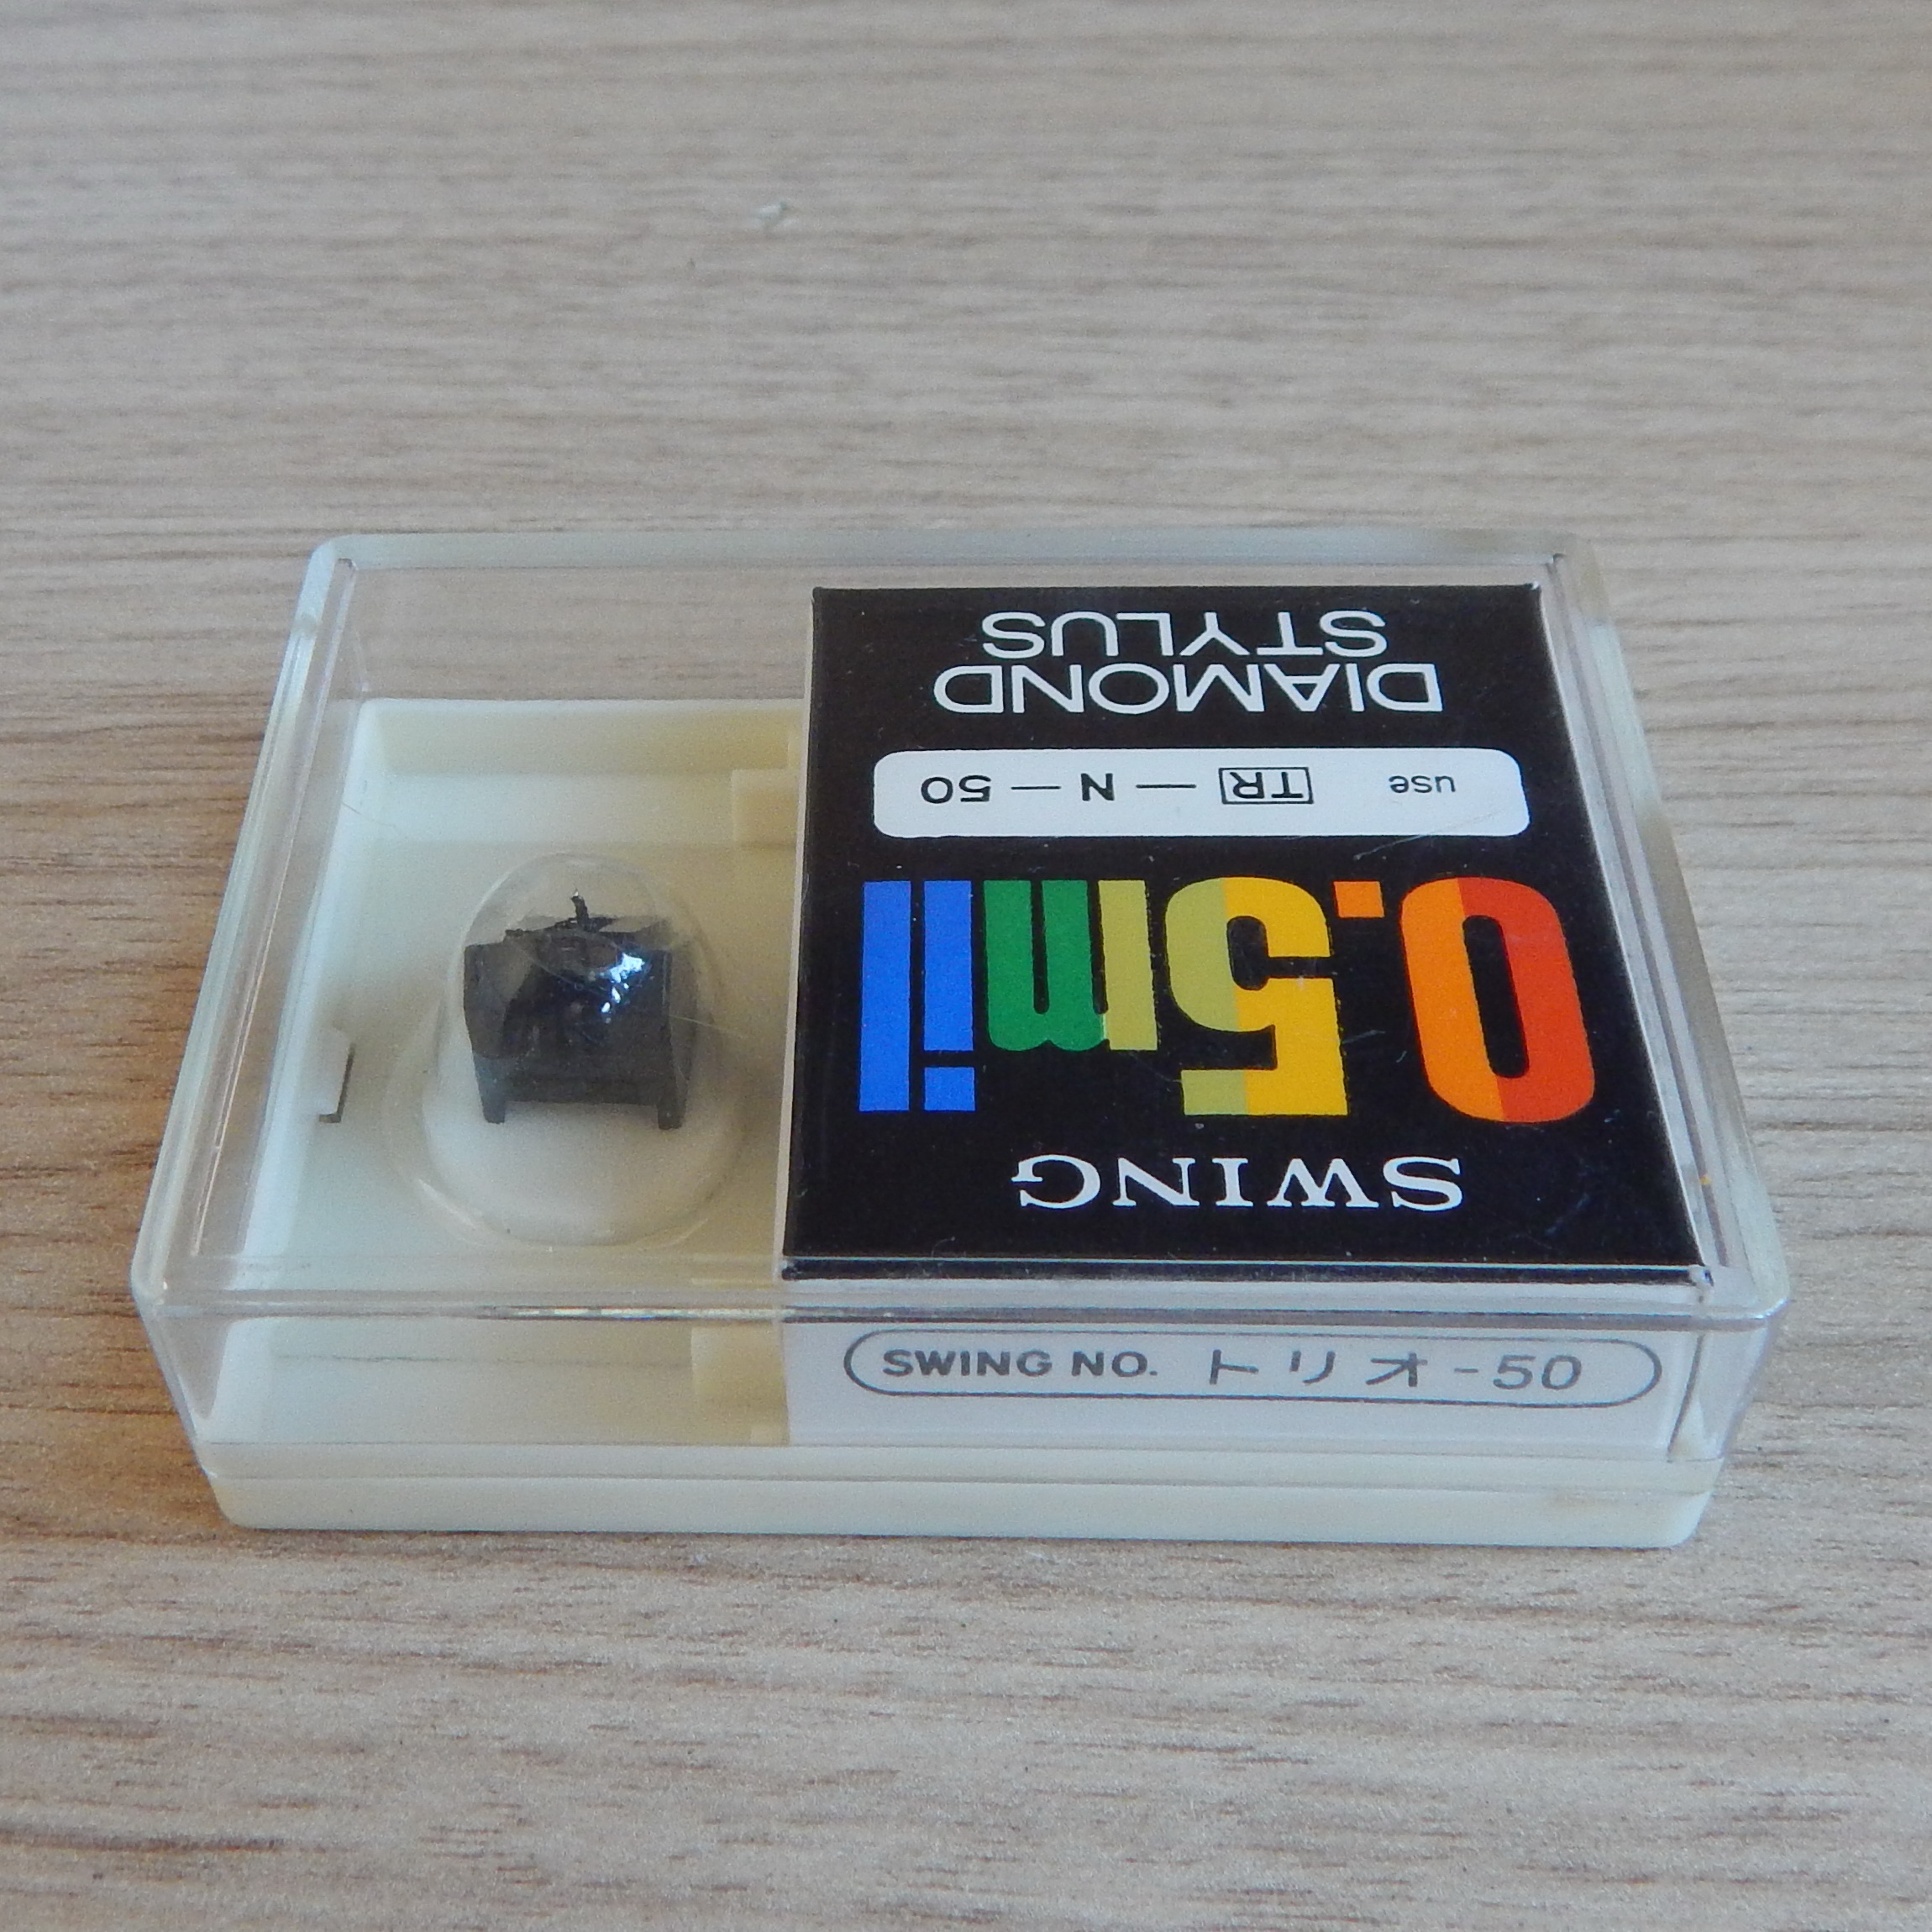 SWING
0.5mil
use TR-N-50
DIAMOND
STYLUS
SWING NO. トリオ-50